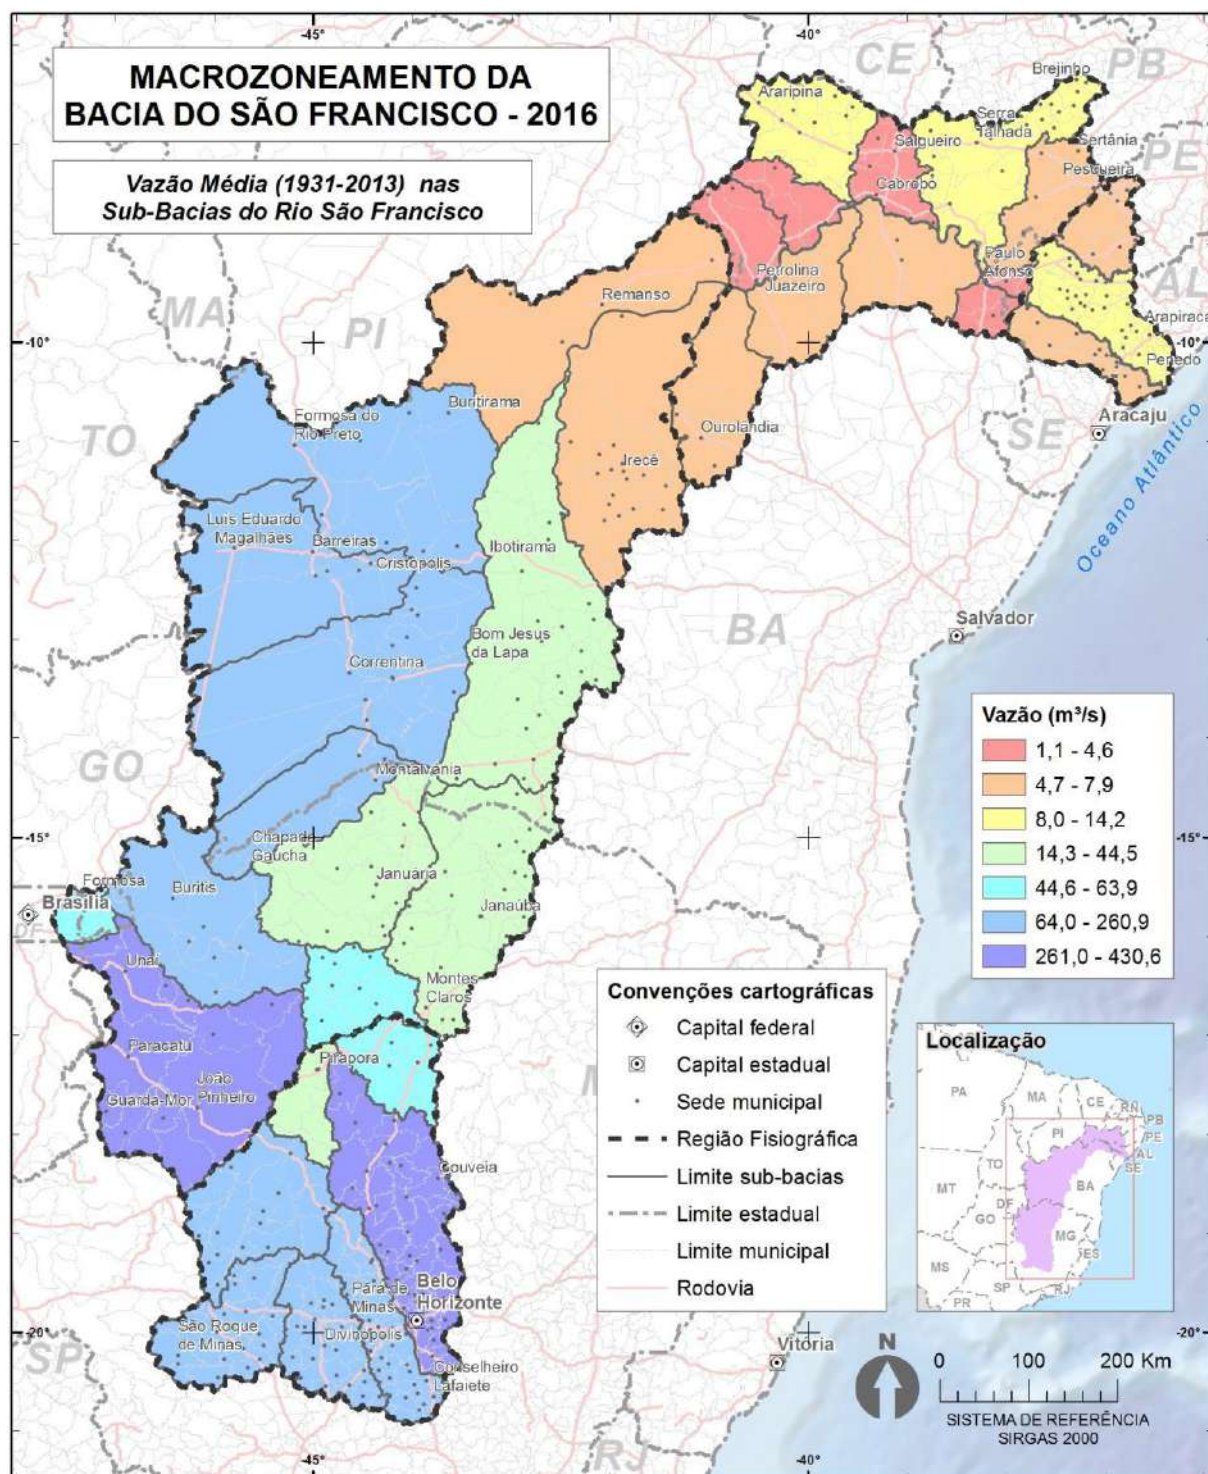 -45°
-40°
MACROZONEAMENTO DA
BACIA DO SÃO FRANCISCO - 2016
Vazão Média (1931-2013) nas
Sub-Bacias do Rio São Francisco
CE
PB
Brejinho
Araripina
Serra
Talhada
Salgueiro
Sertânia
PE
Pesqueira
Cabrobó
Paulo
Afonso
Petrolina
Juazeiro
Remanso
AL
Arapiraca
MA
PI
-10°
-10°
Penedo
Buritirama
Aracaju
Formosa do
Rio Preto
Ourolandia
SE
TO
Irecê
Oceano Atlântico
Luís Eduardo
Magalhães
Barreiras
Ibotirama
Cristópolis
BA
Salvador
Bom Jesus
da Lapa
Correntina
Vazão (m³/s)
1,1 - 4,6
4,7 - 7,9
8,0 - 14,2
14,3 - 44,5
44,6 - 63,9
64,0 - 260,9
261,0 - 430,6
GO
Montalvânia
-15°
-15°
Chapada
Gaúcha
Formosa
Buritis
Januária
Brasília
DF
Janaúba
Unaí
Montes
Claros
Convenções cartográficas
Capital federal
Capital estadual
Sede municipal
Região Fisiográfica
Limite sub-bacias
Limite estadual
Limite municipal
Rodovia
Localização
PA
MA
CE
RN
PB
PI
PE
AL
SE
TO
MT
BA
DF
GO
MG
ES
MS
SP
RJ
PR
Paracatu
Pirapora
João
Pinheiro
Guarda-Mor
Gouveia
Belo
Horizonte
Pará de
Minas
São Roque
de Minas
Divinópolis
-20°
-20°
Vitória
Conselheiro
Lafaiete
SP
N
0 100 200 Km
SISTEMA DE REFERÊNCIA
SIRGAS 2000
RJ
-45°
-40°